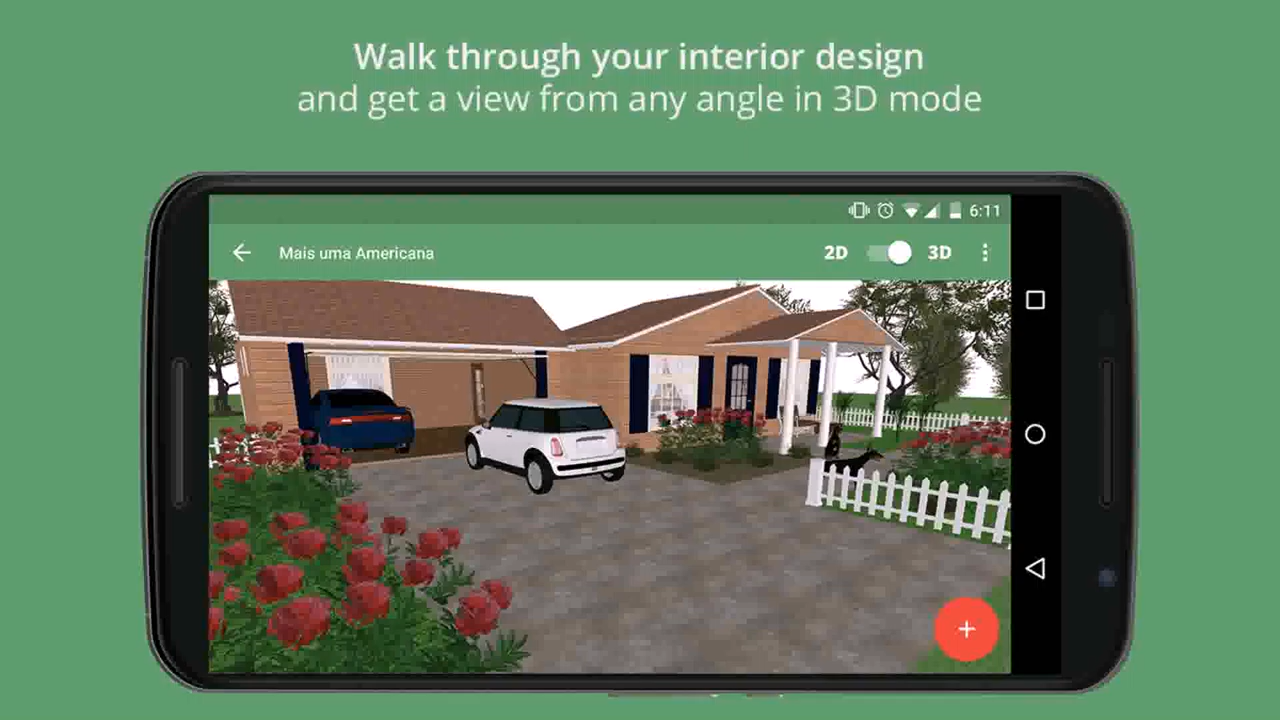 Walk through your interior design
and get a view from any angle in 3D mode
6:11
Mais uma Americana
2D 3D
+